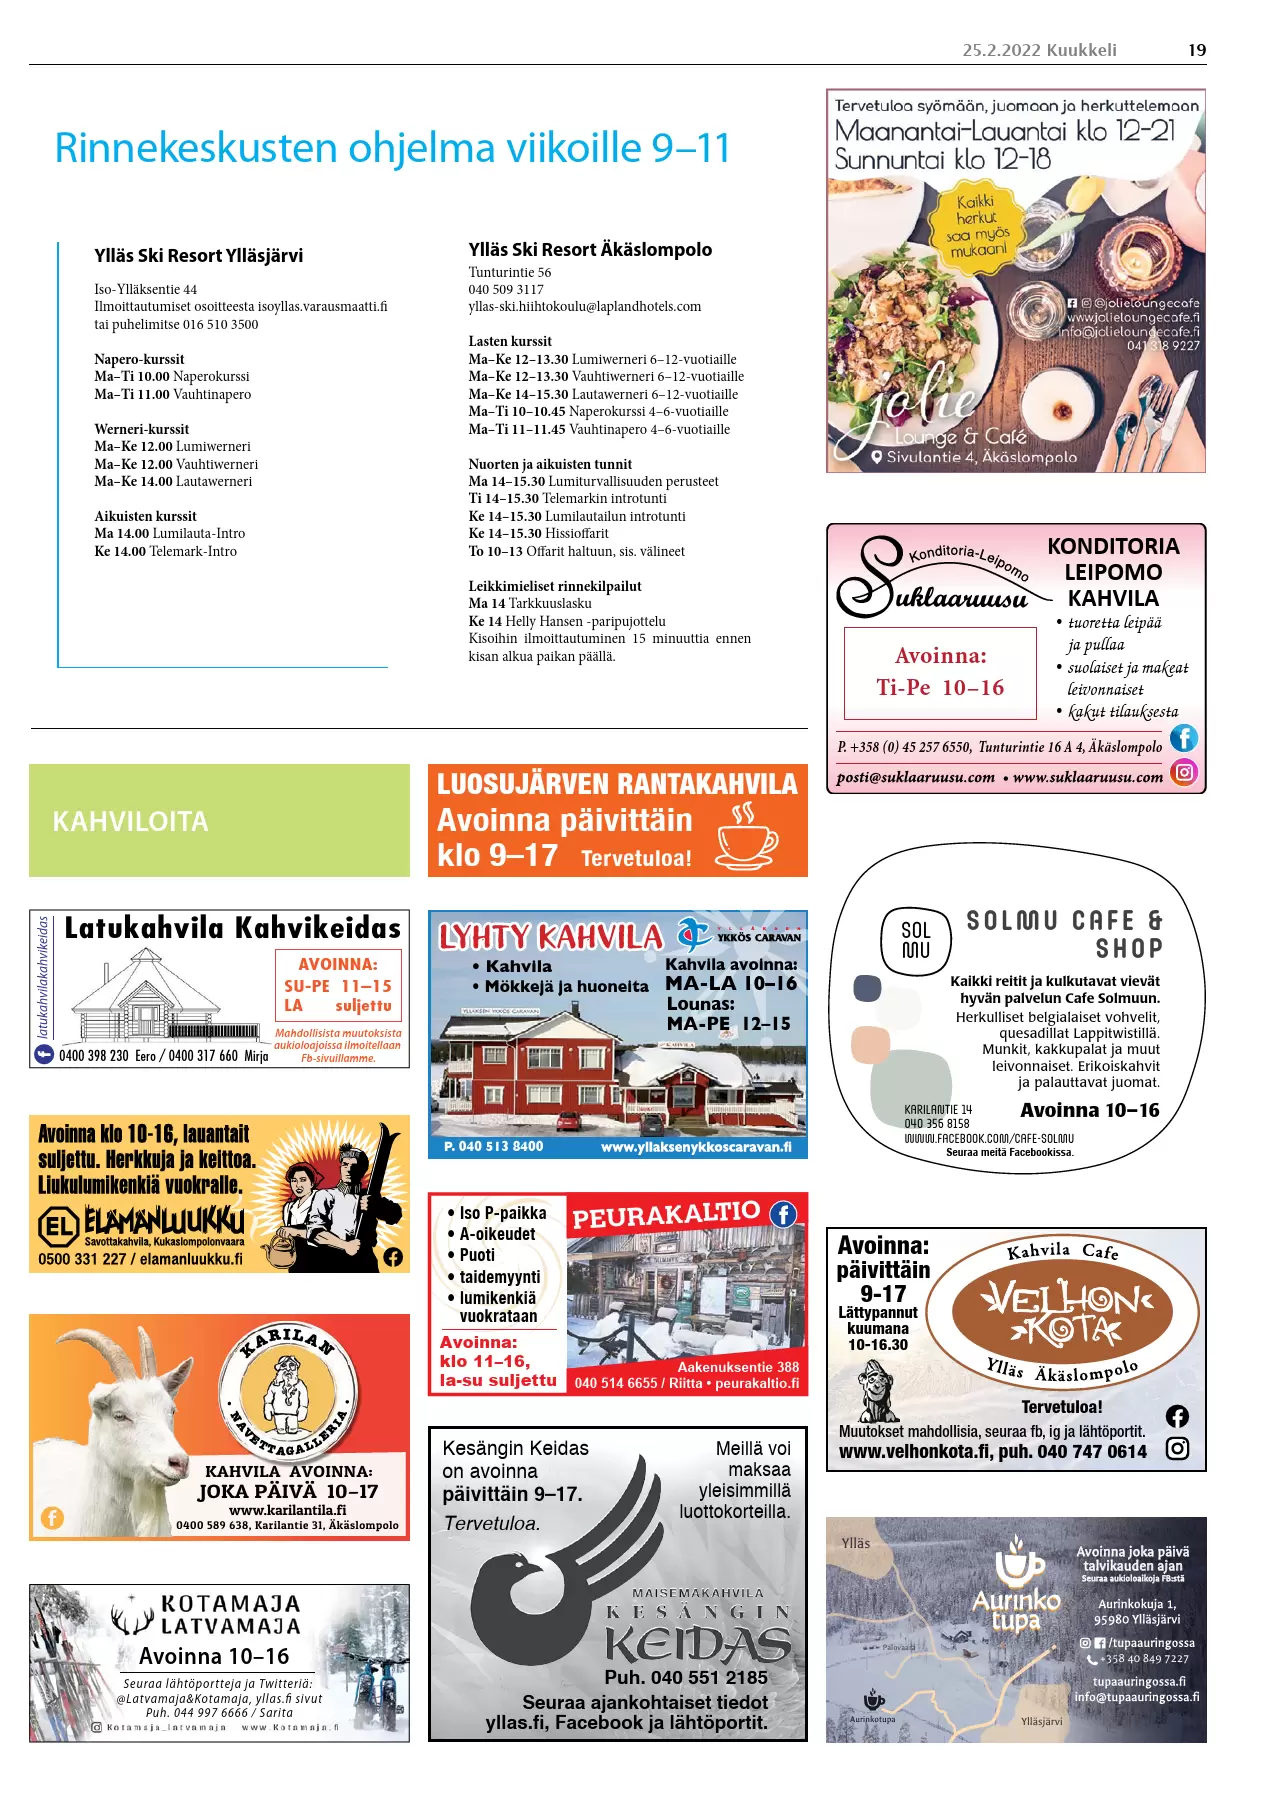 25.2.2022 Kuukkeli 19
Rinnekeskusten ohjelma viikoille 9–11
Ylläs Ski Resort Ylläsjärvi
Iso-Ylläksentie 44
Ilmoittautumiset osoitteesta isoyllas.varausmaatti.fi
tai puhelimitse 016 510 3500
Napero-kurssit
Ma–Ti 10.00 Naperokurssi
Ma–Ti 11.00 Vauhtinapero
Werneri-kurssit
Ma–Ke 12.00 Lumiwerneri
Ma–Ke 12.00 Vauhtiwerneri
Ma–Ke 14.00 Lautawerneri
Aikuisten kurssit
Ma 14.00 Lumilauta-Intro
Ke 14.00 Telemark-Intro
Ylläs Ski Resort Äkäslompolo
Tunturintie 56
040 509 3117
yllas-ski.hiihtokoulu@laplandhotels.com
Lasten kurssit
Ma–Ke 12–13.30 Lumiwerneri 6–12-vuotiaille
Ma–Ke 12–13.30 Vauhtiwerneri 6–12-vuotiaille
Ma–Ke 14–15.30 Lautawerneri 6–12-vuotiaille
Ma–Ti 10–10.45 Naperokurssi 4–6-vuotiaille
Ma–Ti 11–11.45 Vauhtinapero 4–6-vuotiaille
Nuorten ja aikuisten tunnit
Ma 14–15.30 Lumiturvallisuuden perusteet
Ti 14–15.30 Telemarkin introtunti
Ke 14–15.30 Lumilautailun introtunti
Ke 14–15.30 Hissioffarit
To 10–13 Offarit haltuun, sis. välineet
Leikkimieliset rinnekilpailut
Ma 14 Tarkkuuslasku
Ke 14 Helly Hansen -paripujottelu
Kisoihin ilmoittautuminen 15 minuuttia ennen
kisan alkua paikan päällä.
Tervetuloa syömään, juomaan ja herkuttelemaan
Maanantai-Lauantai klo 12-21
Sunnuntai klo 12-18
Kaikki
herkut
saa myös
mukaan!
@jolieloungecafe
www.jolieloungecafe.fi
info@jolieloungecafe.fi
041 318 9227
jolie
Lounge & Café
Sivulantie 4, Äkäslompolo
Konditoria-Leipomo
Suklaaruusu
KONDITORIA
LEIPOMO
KAHVILA
• tuoretta leipää
ja pullaa
• suolaiset ja makeat
leivonnaiset
• kakut tilauksesta
Avoinna:
Ti-Pe 10–16
P. +358 (0) 45 257 6550, Tunturintie 16 A 4, Äkäslompolo
posti@suklaaruusu.com • www.suklaaruusu.com
KAHVILOITA
LUOSUJÄRVEN RANTAKAHVILA
Avoinna päivittäin
klo 9–17 Tervetuloa!
latukahvilakahvikeidas
Latukahvila Kahvikeidas
AVOINNA:
SU-PE 11–15
LA suljettu
Mahdollisista muutoksista
aukioloajoissa ilmoitellaan
Fb-sivuillamme.
0400 398 230 Eero / 0400 317 660 Mirja
LYHTY KAHVILA
YLLÄKSEN
YKKÖS CARAVAN
• Kahvila
• Mökkejä ja huoneita
Kahvila avoinna:
MA-LA 10–16
Lounas:
MA-PE 12–15
YLLÄKSEN YKKÖS CARAVAN
KAHVILA
P. 040 513 8400 www.yllaksenykkoscaravan.fi
SOL
MU
SOLMU CAFE &
SHOP
Kaikki reitit ja kulkutavat vievät
hyvän palvelun Cafe Solmuun.
Herkulliset belgialaiset vohvelit,
quesadillat Lappitwistillä.
Munkit, kakkupalat ja muut
leivonnaiset. Erikoiskahvit
ja palauttavat juomat.
Avoinna 10–16
KARILANTIE 14
040 356 8158
WWW.FACEBOOK.COM/CAFE-SOLMU
Seuraa meitä Facebookissa.
Avoinna klo 10-16, lauantait
suljettu. Herkkuja ja keittoa.
Liukulumikenkiä vuokralle.
EL ELÄMÄNLUUKKU
Savottakahvila, Kukaslompolonvaara
0500 331 227 / elamanluukku.fi
• Iso P-paikka
• A-oikeudet
• Puoti
• taidemyynti
• lumikenkiä
vuokrataan
Avoinna:
klo 11–16,
la-su suljettu
PEURAKALTIO
Aakenuksentie 388
040 514 6655 / Riitta • peurakaltio.fi
Avoinna:
päivittäin
9-17
Lättypannut
kuumana
10-16.30
Kahvila Cafe
VELHON
KOTA
Ylläs Äkäslompolo
Tervetuloa!
Muutokset mahdollisia, seuraa fb, ig ja lähtöportit.
www.velhonkota.fi, puh. 040 747 0614
KARILAN
NAVETTAGALLERIA
KAHVILA AVOINNA:
JOKA PÄIVÄ 10–17
www.karilantila.fi
0400 589 638, Karilantie 31, Äkäslompolo
Kesängin Keidas
on avoinna
päivittäin 9–17.
Tervetuloa.
Meillä voi
maksaa
yleisimmillä
luottokorteilla.
MAISEMAKAHVILA
KESÄNGIN
KEIDAS
Puh. 040 551 2185
Seuraa ajankohtaiset tiedot
yllas.fi, Facebook ja lähtöportit.
KOTAMAJA
LATVAMAJA
Avoinna 10–16
Seuraa lähtöportteja ja Twitteriä:
@Latvamaja&Kotamaja, yllas.fi sivut
Puh. 044 997 6666 / Sarita
Kotamaja_latvamaja www.Kotamaja.fi
Ylläs
Palovaara
Aurinkotupa
Ylläsjärvi
Aurinko
tupa
Avoinna joka päivä
talvikauden ajan
Seuraa aukioloaikoja FB:stä
Aurinkokuja 1,
95980 Ylläsjärvi
/tupaauringossa
+358 40 849 7227
tupaauringossa.fi
info@tupaauringossa.fi